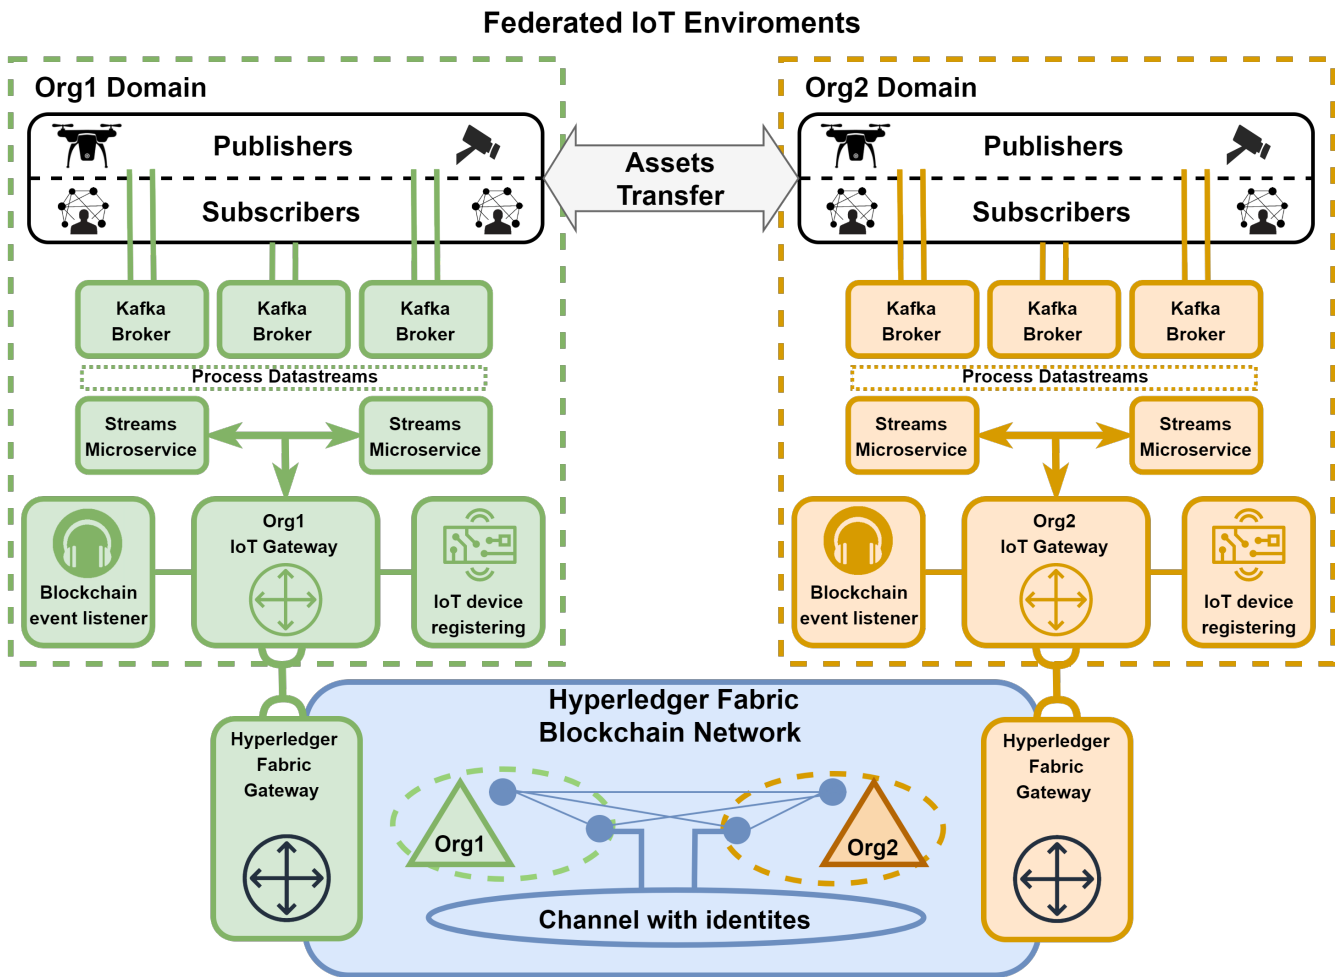 Federated IoT Enviroments
Org1 Domain
Publishers
Subscribers
Kafka
Broker
Kafka
Broker
Kafka
Broker
Process Datastreams
Streams
Microservice
Streams
Microservice
Blockchain
event listener
Org1
IoT Gateway
IoT device
registering
Assets
Transfer
Org2 Domain
Publishers
Subscribers
Kafka
Broker
Kafka
Broker
Kafka
Broker
Process Datastreams
Streams
Microservice
Streams
Microservice
Blockchain
event listener
Org2
IoT Gateway
IoT device
registering
Hyperledger
Fabric
Gateway
Hyperledger Fabric
Blockchain Network
Org1
Org2
Channel with identites
Hyperledger
Fabric
Gateway